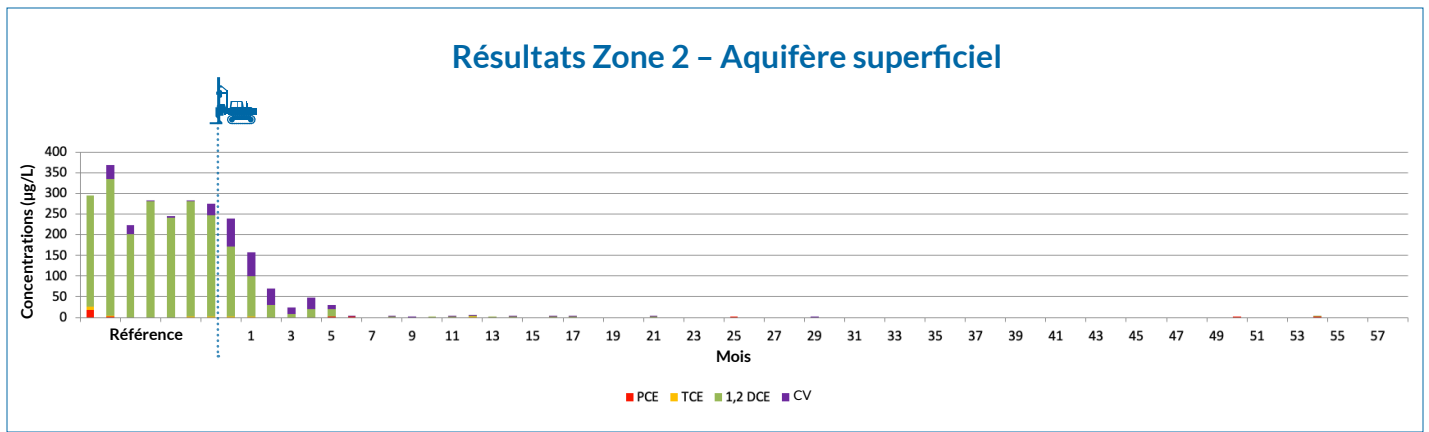 Résultats Zone 2 – Aquifère superficiel
Concentrations (µg/L)
400
350
300
250
200
150
100
50
0
Référence 1 3 5 7 9 11 13 15 17 19 21 23 25 27 29 31 33 35 37 39 41 43 45 47 49 51 53 55 57
Mois
PCE TCE 1,2 DCE CV